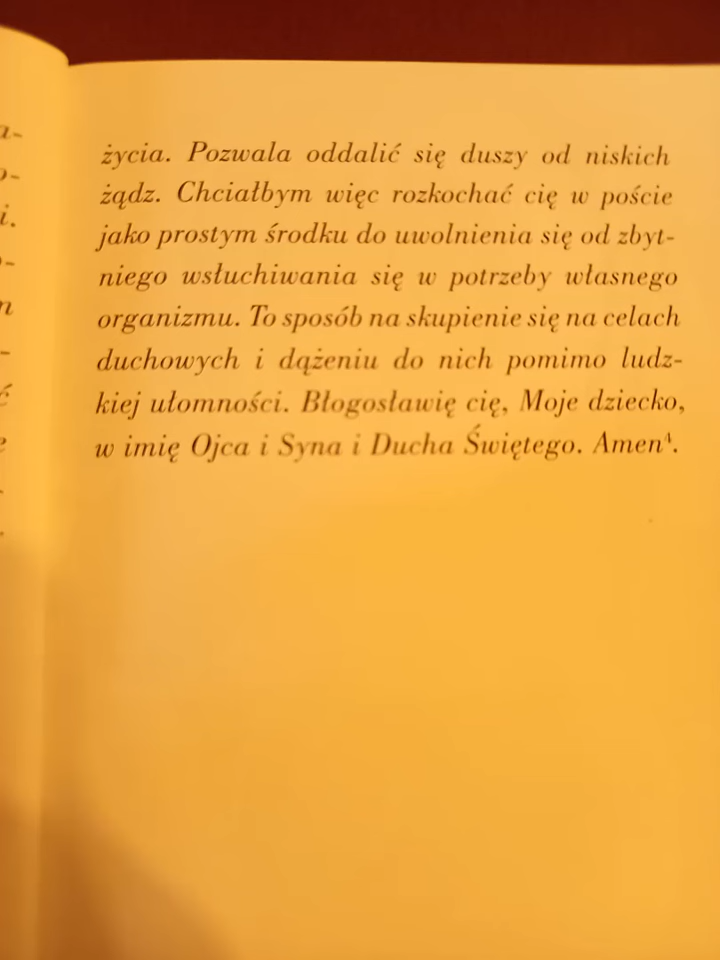 życia. Pozwala oddalić się duszy od niskich
żądz. Chciałbym więc rozkochać cię w poście
jako prostym środku do uwolnienia się od zbyt-
niego wsłuchiwania się w potrzeby własnego
organizmu. To sposób na skupienie się na celach
duchowych i dążeniu do nich pomimo ludz-
kiej ułomności. Błogosławię cię, Moje dziecko,
w imię Ojca i Syna i Ducha Świętego. Amen⁴.